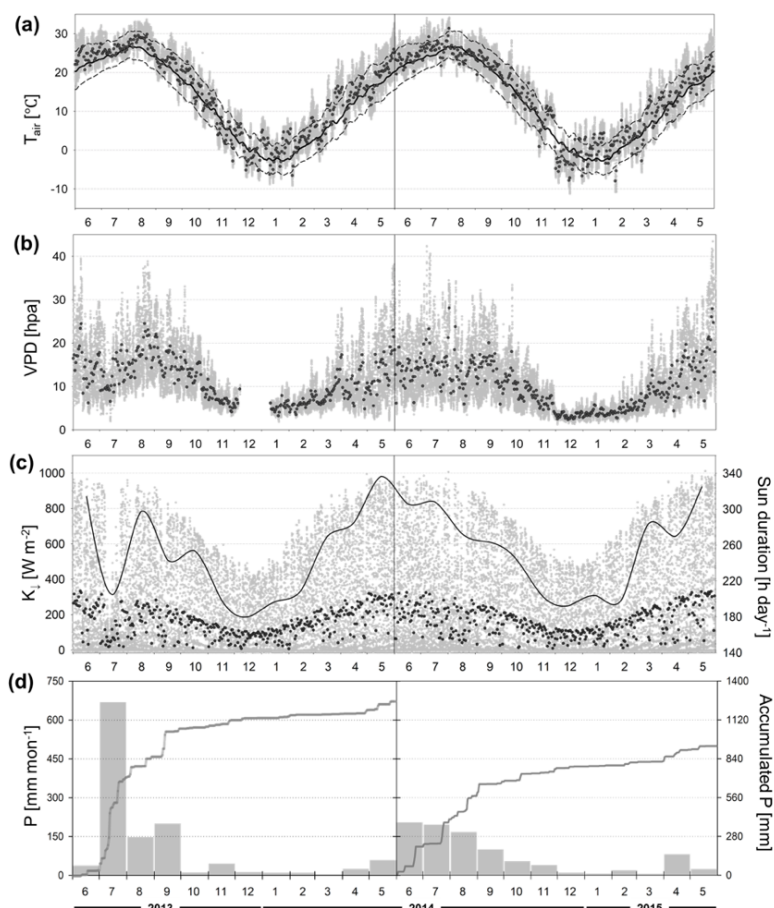 (a)
T_air [°C]
30
20
10
0
-10
6 7 8 9 10 11 12 1 2 3 4 5 6 7 8 9 10 11 12 1 2 3 4 5
(b)
VPD [hpa]
40
30
20
10
0
6 7 8 9 10 11 12 1 2 3 4 5 6 7 8 9 10 11 12 1 2 3 4 5
(c)
K↓ [W m⁻²]
1000
800
600
400
200
0
340
300
260
220
180
140
Sun duration [h day⁻¹]
6 7 8 9 10 11 12 1 2 3 4 5 6 7 8 9 10 11 12 1 2 3 4 5
(d)
P [mm mon⁻¹]
750
600
450
300
150
0
1400
1120
840
560
280
0
Accumulated P [mm]
6 7 8 9 10 11 12 1 2 3 4 5 6 7 8 9 10 11 12 1 2 3 4 5
2013 2014 2015